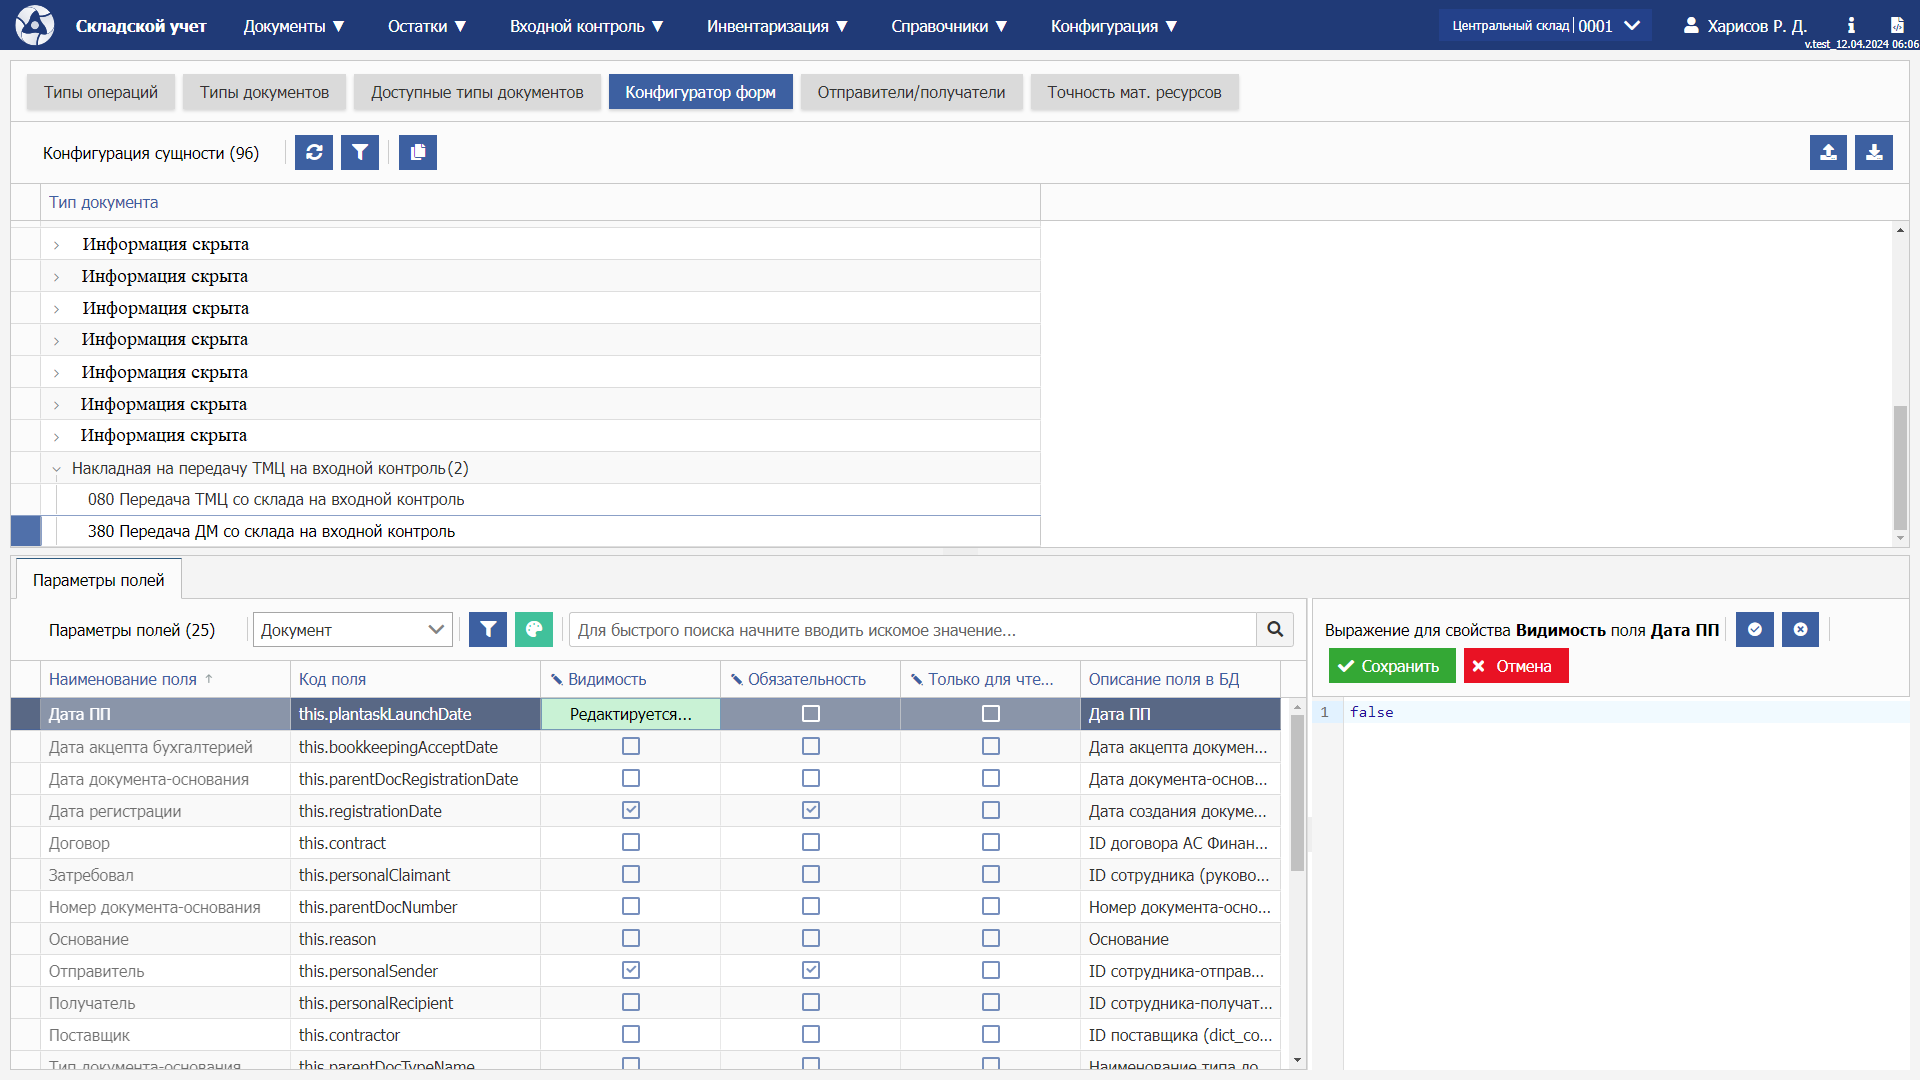 Складской учет Документы ▼ Остатки ▼ Входной контроль ▼ Инвентаризация ▼ Справочники ▼ Конфигурация ▼ Центральный склад | 0001 Харисов Р. Д.
v.test_12.04.2024 06:06
Типы операций Типы документов Доступные типы документов Конфигуратор форм Отправители/получатели Точность мат. ресурсов
Конфигурация сущности (96)
Тип документа
Информация скрыта
Информация скрыта
Информация скрыта
Информация скрыта
Информация скрыта
Информация скрыта
Информация скрыта
Накладная на передачу ТМЦ на входной контроль(2)
080 Передача ТМЦ со склада на входной контроль
380 Передача ДМ со склада на входной контроль
Параметры полей
Параметры полей (25) Документ Для быстрого поиска начните вводить искомое значение...
Наименование поля ↑ Код поля Видимость Обязательность Только для чте... Описание поля в БД
Дата ПП this.plantaskLaunchDate Редактируется... Дата ПП
Дата акцепта бухгалтерией this.bookkeepingAcceptDate Дата акцепта докумен...
Дата документа-основания this.parentDocRegistrationDate Дата документа-основ...
Дата регистрации this.registrationDate Дата создания докуме...
Договор this.contract ID договора АС Финан...
Затребовал this.personalClaimant ID сотрудника (руково...
Номер документа-основания this.parentDocNumber Номер документа-осно...
Основание this.reason Основание
Отправитель this.personalSender ID сотрудника-отправ...
Получатель this.personalRecipient ID сотрудника-получат...
Поставщик this.contractor ID поставщика (dict_co...
Тип документа-основания this.parentDocTypeName Наименование типа до...
Выражение для свойства Видимость поля Дата ПП
Сохранить Отмена
1 false